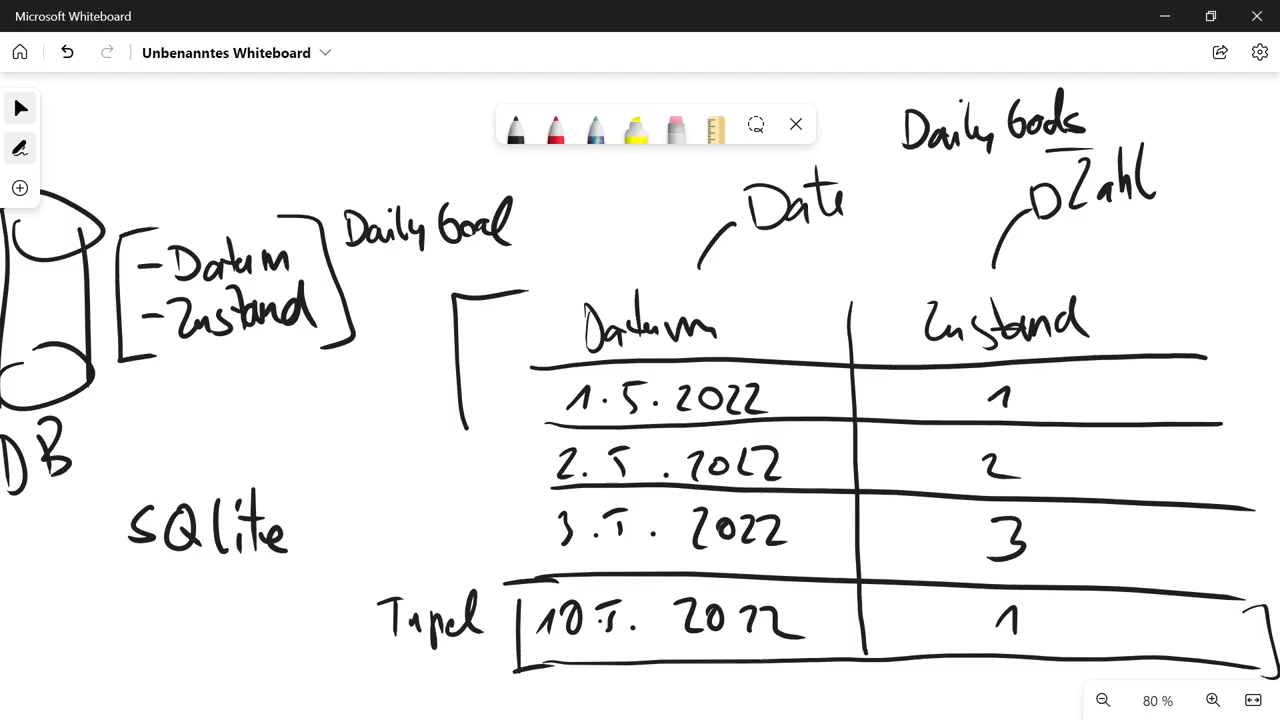 Microsoft Whiteboard
Unbenanntes Whiteboard
Daily Goals
Date
Zahl
Daily Goal
- Datum
- Zustand
DB
SQlite
Datum Zustand
1.5.2022 1
2.5.2022 2
3.5.2022 3
Tupel 10.5.2022 1
80 %